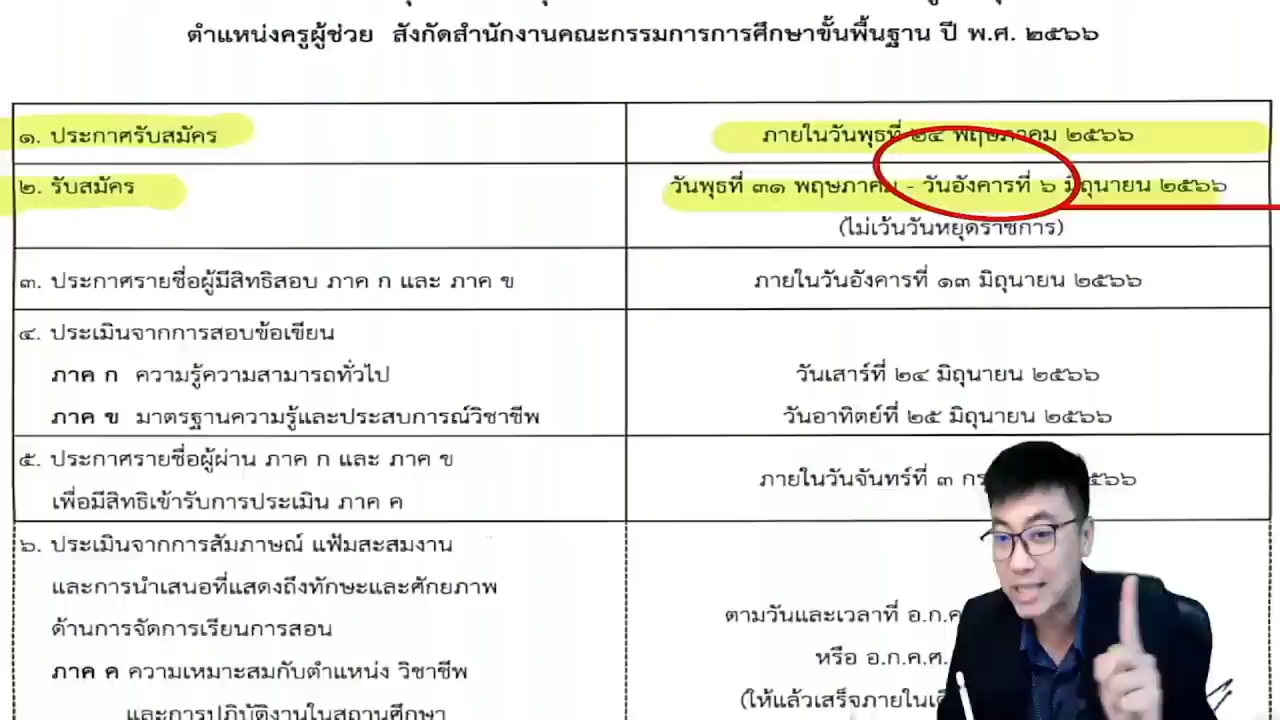 ตำแหน่งครูผู้ช่วย สังกัดสำนักงานคณะกรรมการการศึกษาขั้นพื้นฐาน ปี พ.ศ. ๒๕๖๖
๑. ประกาศรับสมัคร ภายในวันพุธที่ ๒๔ พฤษภาคม ๒๕๖๖
๒. รับสมัคร วันพุธที่ ๓๑ พฤษภาคม - วันอังคารที่ ๖ มิถุนายน ๒๕๖๖
(ไม่เว้นวันหยุดราชการ)
๓. ประกาศรายชื่อผู้มีสิทธิสอบ ภาค ก และ ภาค ข ภายในวันอังคารที่ ๑๓ มิถุนายน ๒๕๖๖
๔. ประเมินจากการสอบข้อเขียน
ภาค ก ความรู้ความสามารถทั่วไป วันเสาร์ที่ ๒๔ มิถุนายน ๒๕๖๖
ภาค ข มาตรฐานความรู้และประสบการณ์วิชาชีพ วันอาทิตย์ที่ ๒๕ มิถุนายน ๒๕๖๖
๕. ประกาศรายชื่อผู้ผ่าน ภาค ก และ ภาค ข
เพื่อมีสิทธิเข้ารับการประเมิน ภาค ค
ภายในวันจันทร์ที่ ๓
๖. ประเมินจากการสัมภาษณ์ แฟ้มสะสมงาน
และการนำเสนอที่แสดงถึงทักษะและศักยภาพ
ด้านการจัดการเรียนการสอน
ภาค ค ความเหมาะสมกับตำแหน่ง วิชาชีพ
และการปฏิบัติงานในสถานศึกษา
ตามวันและเวลาที่
หรือ อ.ก.ค.ศ.
(ให้แล้วเสร็จภายใน